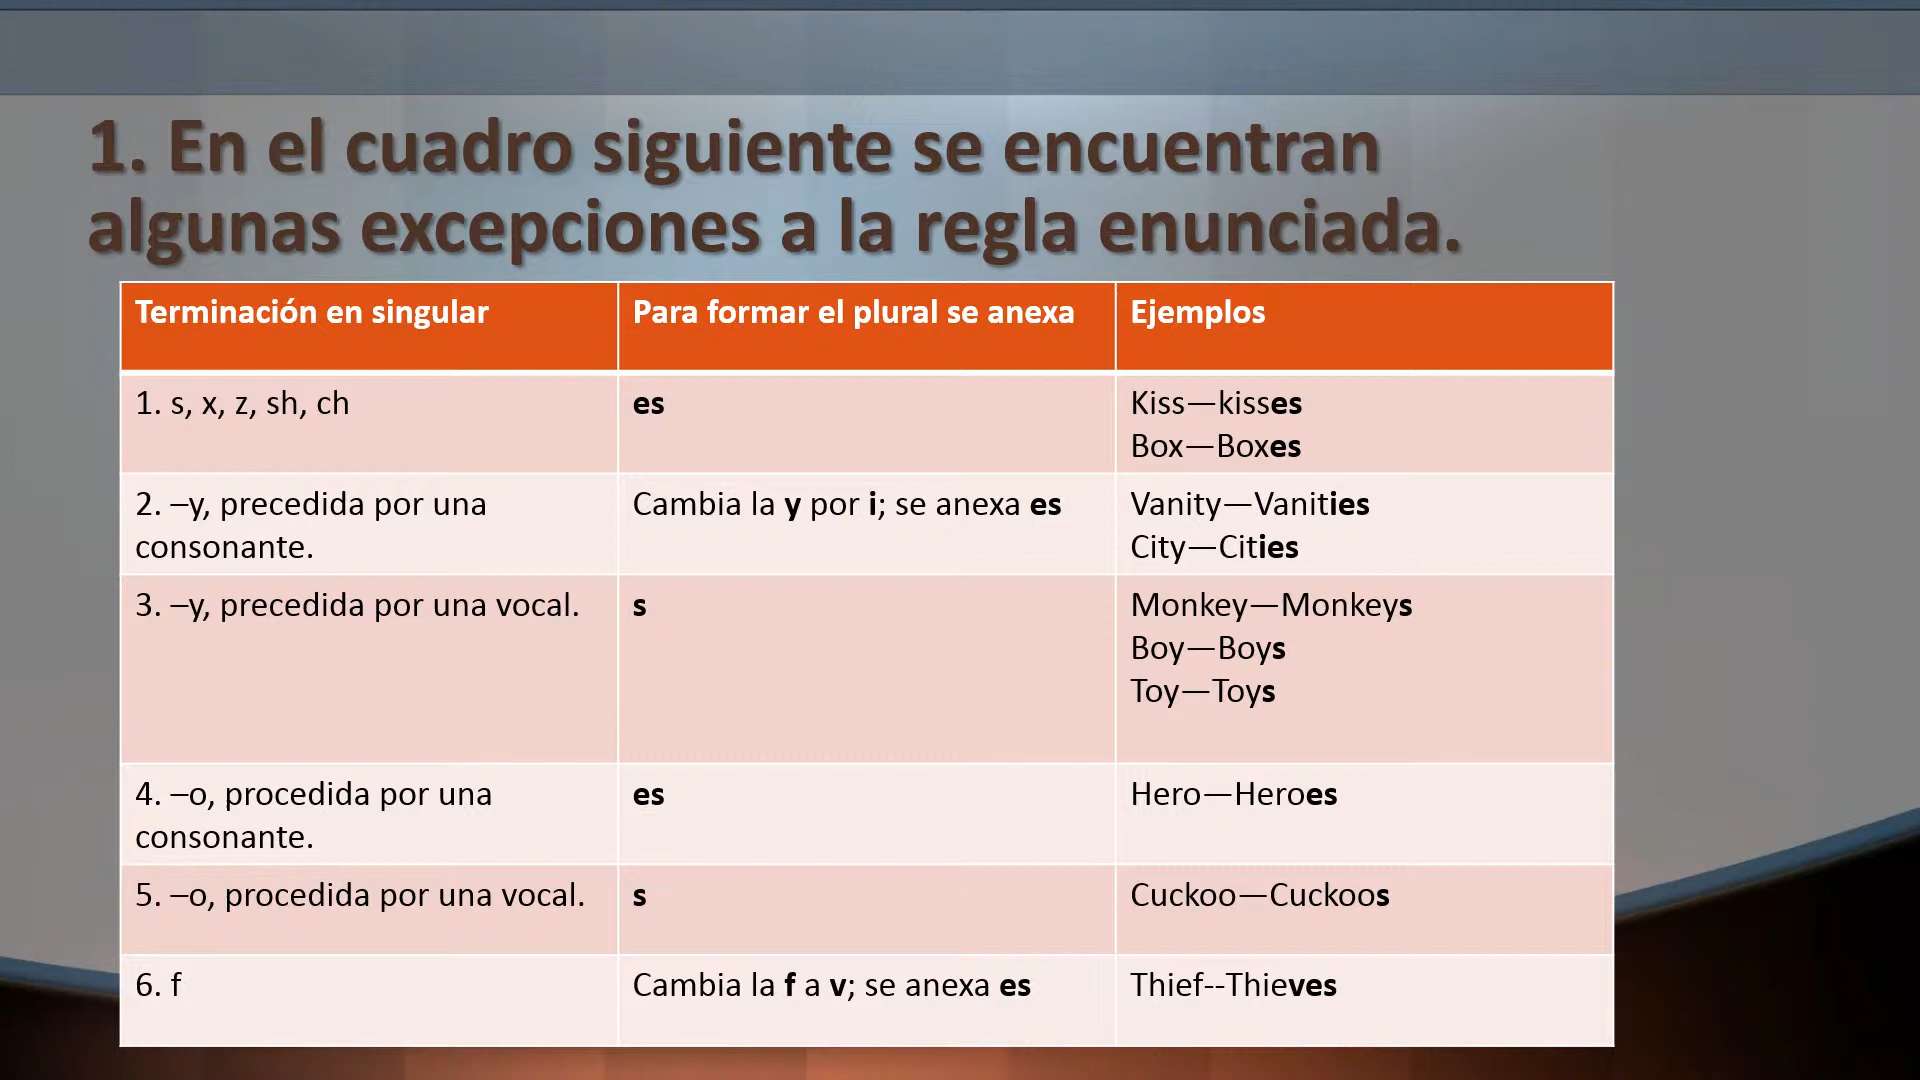 1. En el cuadro siguiente se encuentran
algunas excepciones a la regla enunciada.
Terminación en singular
Para formar el plural se anexa
Ejemplos
1. s, x, z, sh, ch
es
Kiss—kisses
Box—Boxes
2. –y, precedida por una
consonante.
Cambia la y por i; se anexa es
Vanity—Vanities
City—Cities
3. –y, precedida por una vocal.
s
Monkey—Monkeys
Boy—Boys
Toy—Toys
4. –o, procedida por una
consonante.
es
Hero—Heroes
5. –o, procedida por una vocal.
s
Cuckoo—Cuckoos
6. f
Cambia la f a v; se anexa es
Thief--Thieves